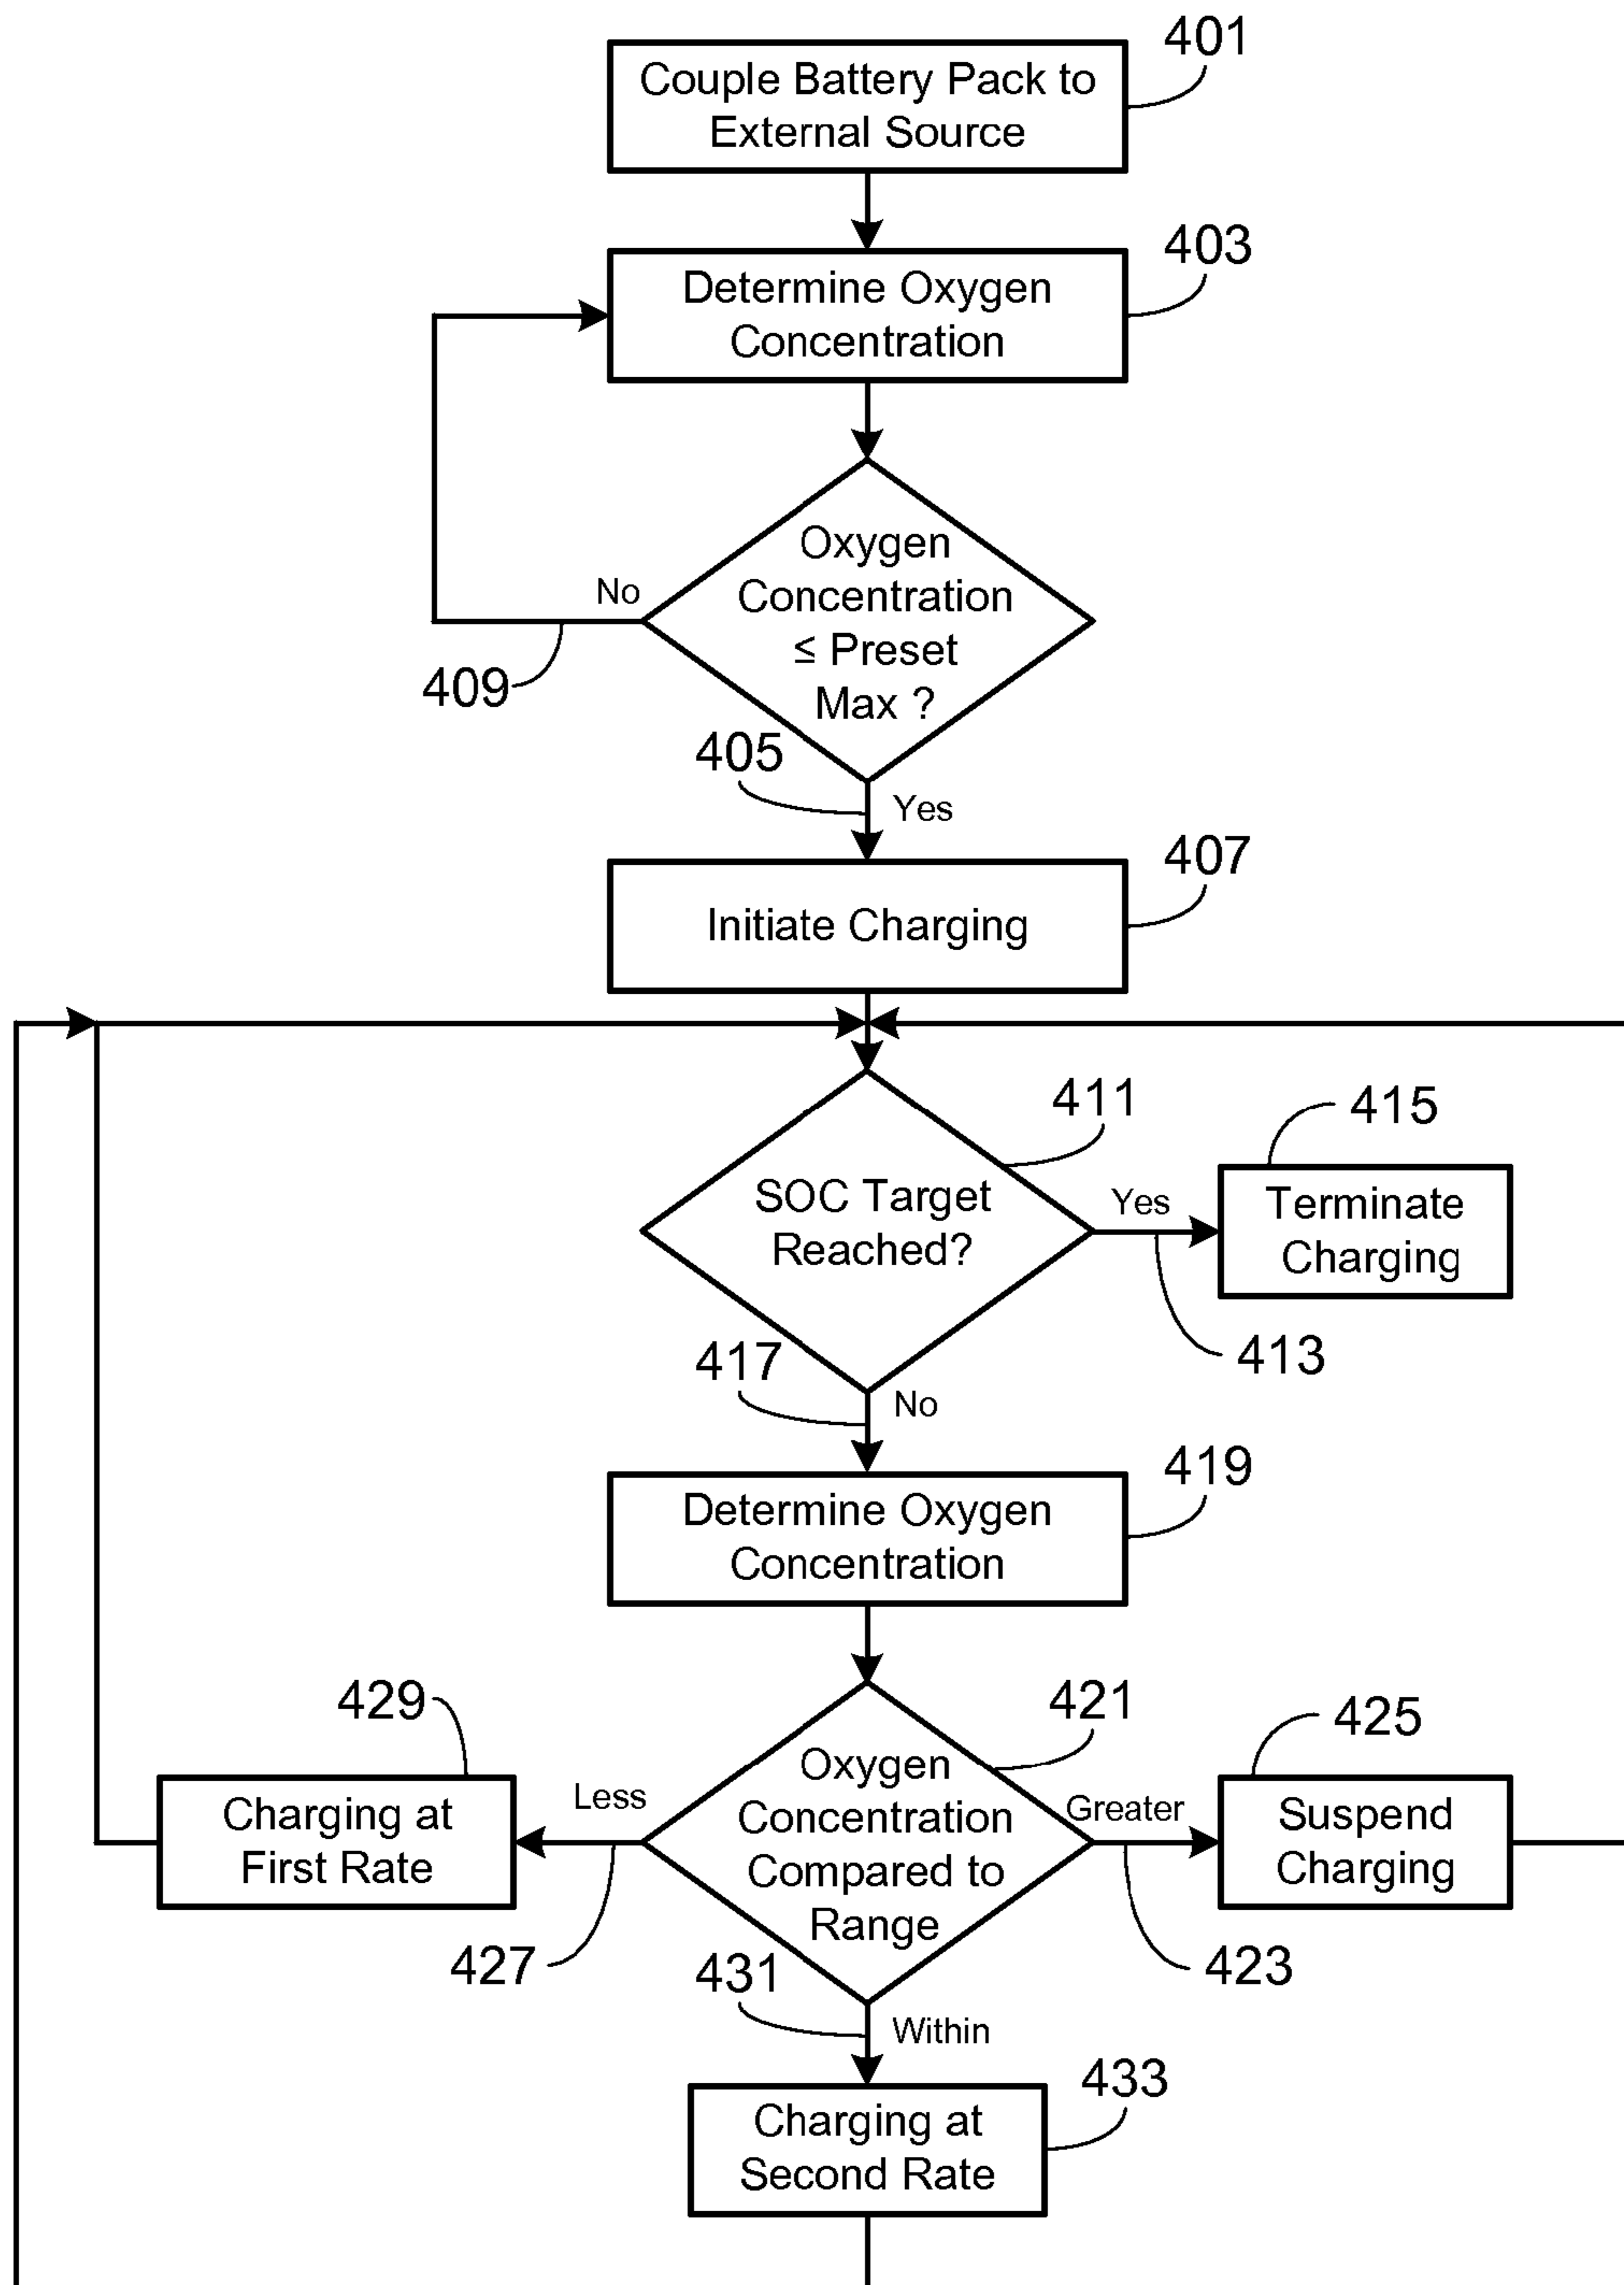 401
Couple Battery Pack to
External Source
403
Determine Oxygen
Concentration
Oxygen
Concentration
≤ Preset
Max ?
No
409
405
Yes
407
Initiate Charging
411
415
SOC Target
Reached?
Yes
Terminate
Charging
413
417
No
419
Determine Oxygen
Concentration
429
421
425
Charging at
First Rate
Less
Oxygen
Concentration
Compared to
Range
Greater
Suspend
Charging
427
423
431
Within
433
Charging at
Second Rate